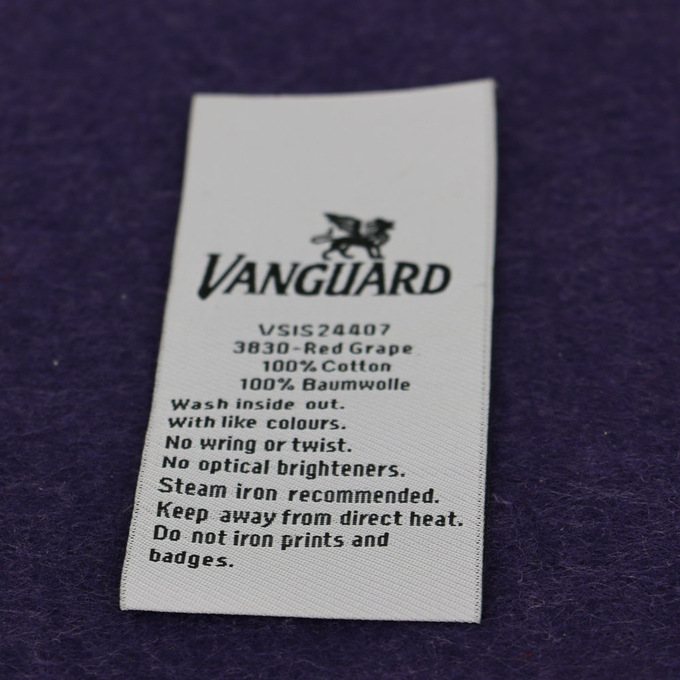 VANGUARD
VSIS24407
3830-Red Grape
100% Cotton
100% Baumwolle
Wash inside out.
With like colours.
No wring or twist.
No optical brighteners.
Steam iron recommended.
Keep away from direct heat.
Do not iron prints and
badges.